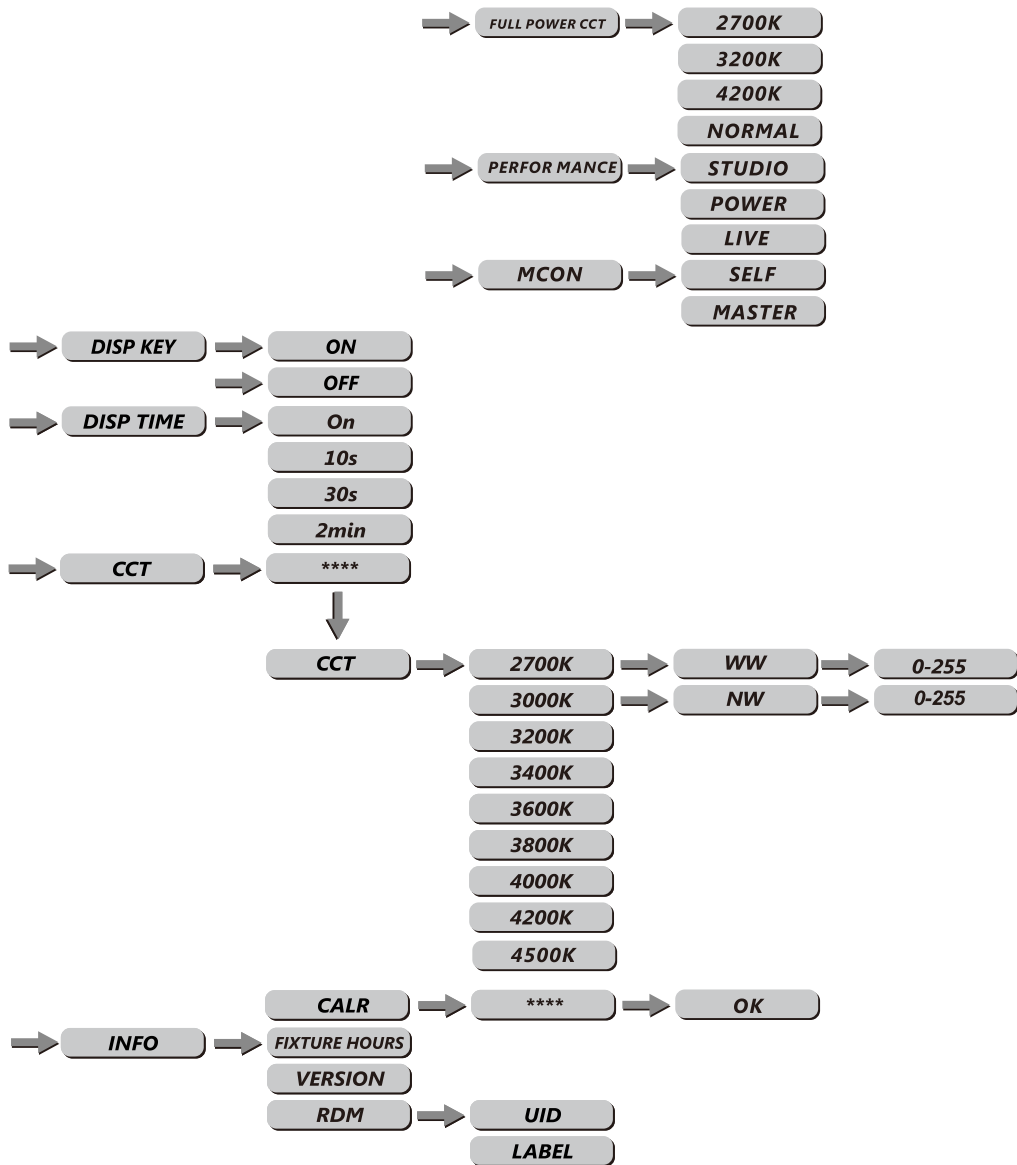 FULL POWER CCT 2700K
3200K
4200K
NORMAL
PERFOR MANCE STUDIO
POWER
LIVE
MCON SELF
MASTER
DISP KEY ON
OFF
DISP TIME On
10s
30s
2min
CCT ****
CCT 2700K WW 0-255
3000K NW 0-255
3200K
3400K
3600K
3800K
4000K
4200K
4500K
CALR **** OK
INFO FIXTURE HOURS
VERSION
RDM UID
LABEL